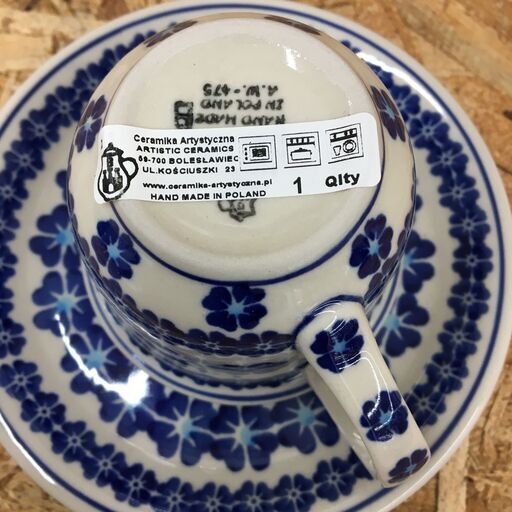 Ceramika Artystyczna
ARTISTIC CERAMICS
59-700 BOLESŁAWIEC
UL.KOŚCIUSZKI 23
www.ceramika-artystyczna.pl
HAND MADE IN POLAND
1 Qlty
HAND MADE
IN POLAND
A.W.-475